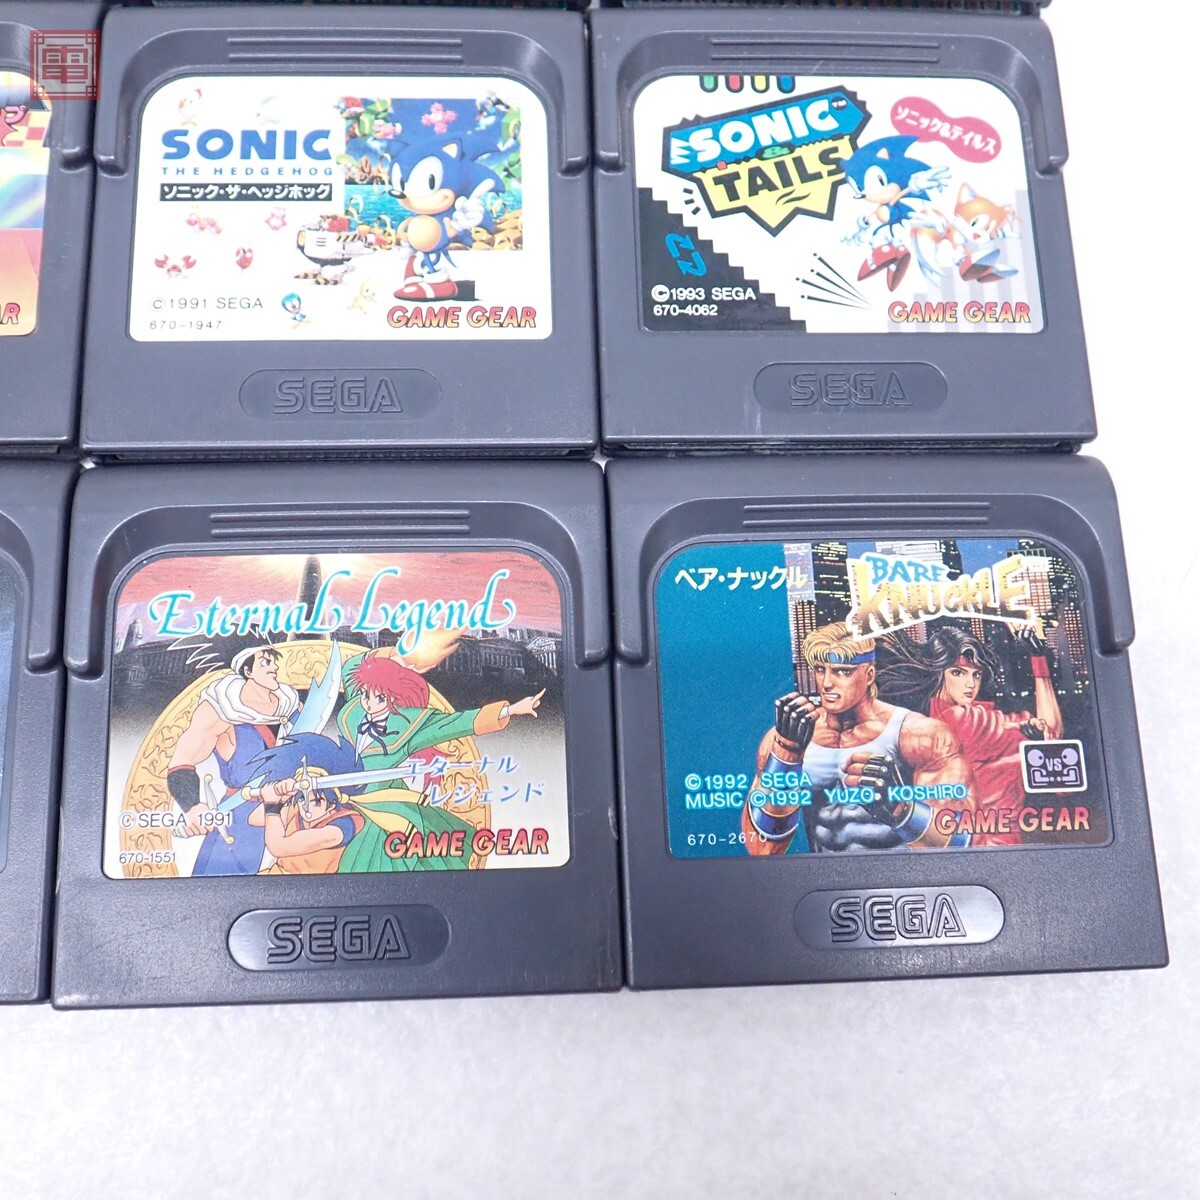 電
SONIC
THE HEDGEHOG
ソニック・ザ・ヘッジホッグ
© 1991 SEGA
670-1947
GAME GEAR
SEGA
SONIC™
&
TAILS
ソニック&テイルス
© 1993 SEGA
670-4062
GAME GEAR
SEGA
Eternal Legend
エターナル
レジェンド
© SEGA 1991
670-1551
GAME GEAR
SEGA
ベア・ナックル
BARE
KNUCKLE™
VS
© 1992 SEGA
MUSIC © 1992 YUZO KOSHIRO
670-2670
GAME GEAR
SEGA